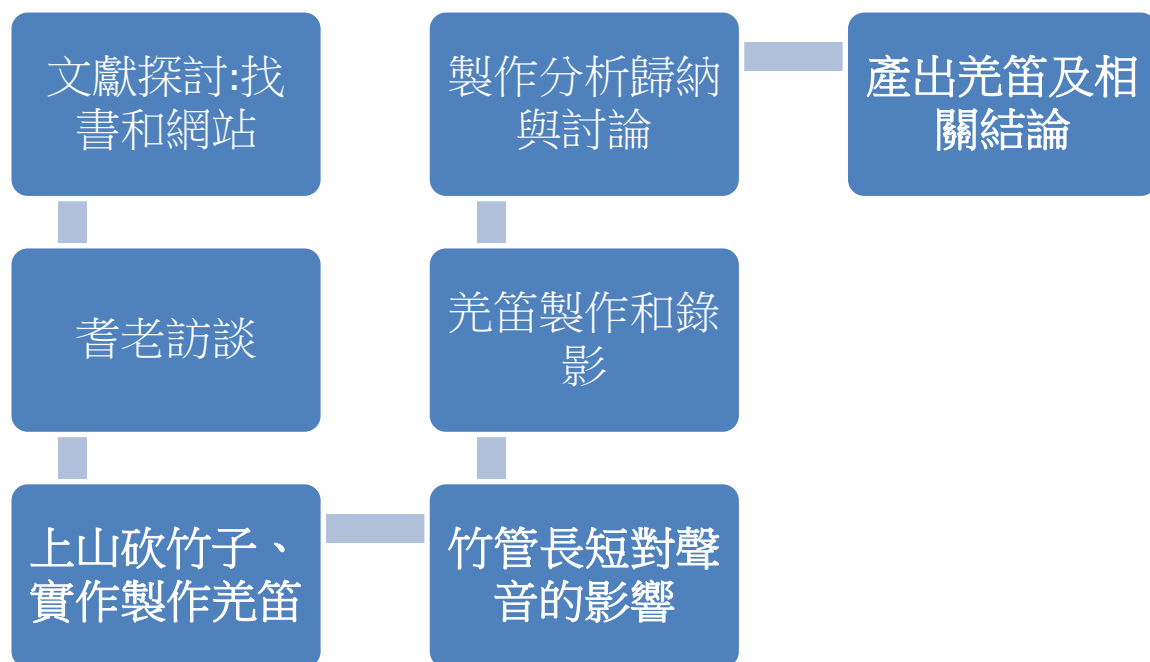 文獻探討:找
書和網站
耆老訪談
上山砍竹子、
實作製作羌笛
竹管長短對聲
音的影響
羌笛製作和錄
影
製作分析歸納
與討論
產出羌笛及相
關結論